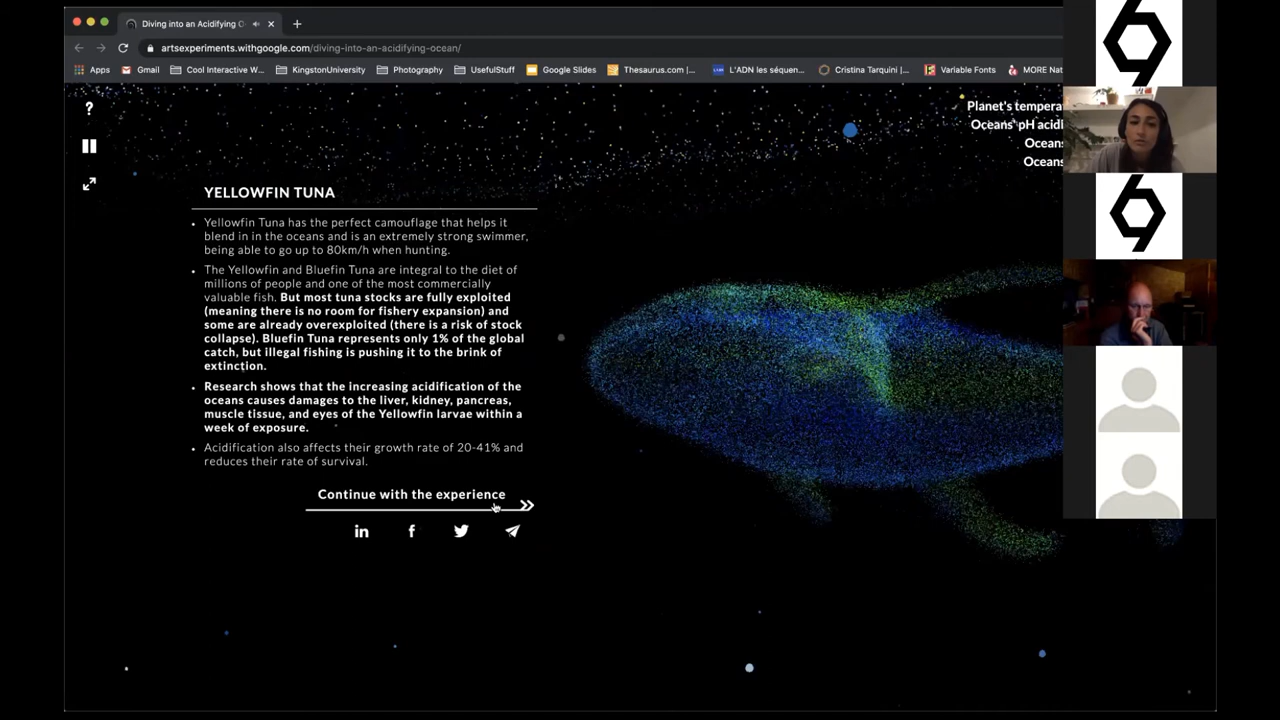 Diving into an Acidifying O
artsexperiments.withgoogle.com/diving-into-an-acidifying-ocean/
Apps Gmail Cool Interactive W... KingstonUniversity Photography UsefulStuff Google Slides Thesaurus.com |... L'ADN les séquen... Cristina Tarquini |... Variable Fonts MORE Nat
?
Planet's tempera
Oceans' pH acidi
Ocean
Oceans
YELLOWFIN TUNA
Yellowfin Tuna has the perfect camouflage that helps it
blend in in the oceans and is an extremely strong swimmer,
being able to go up to 80km/h when hunting.
The Yellowfin and Bluefin Tuna are integral to the diet of
millions of people and one of the most commercially
valuable fish. But most tuna stocks are fully exploited
(meaning there is no room for fishery expansion) and
some are already overexploited (there is a risk of stock
collapse). Bluefin Tuna represents only 1% of the global
catch, but illegal fishing is pushing it to the brink of
extinction.
Research shows that the increasing acidification of the
oceans causes damages to the liver, kidney, pancreas,
muscle tissue, and eyes of the Yellowfin larvae within a
week of exposure.
Acidification also affects their growth rate of 20-41% and
reduces their rate of survival.
Continue with the experience